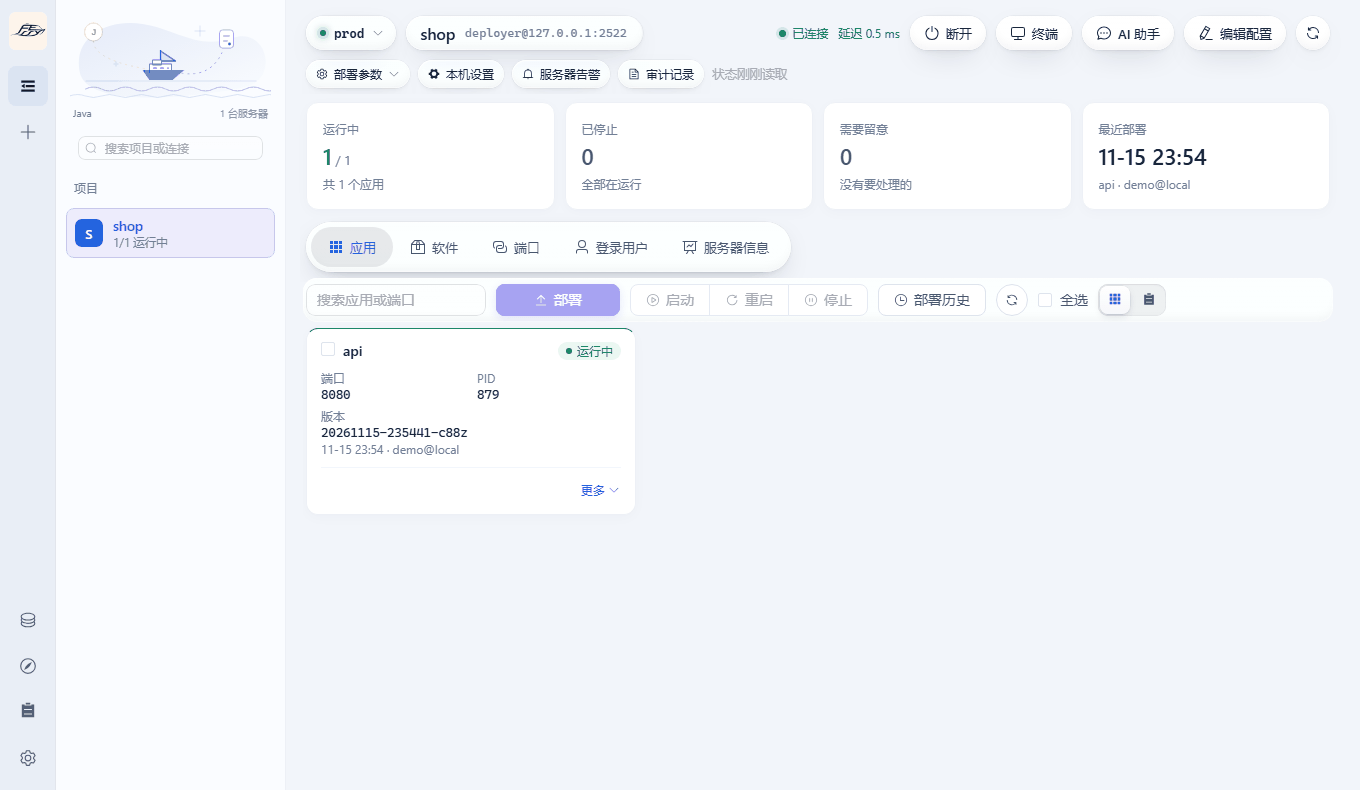 J
Java
1 台服务器
搜索项目或连接
项目
S
shop
1/1 运行中
prod
shop deployer@127.0.0.1:2522
已连接 延迟 0.5 ms
断开
终端
AI 助手
编辑配置
部署参数
本机设置
服务器告警
审计记录
状态刚刚读取
运行中
1 / 1
共 1 个应用
已停止
0
全部在运行
需要留意
0
没有要处理的
最近部署
11-15 23:54
api · demo@local
应用
软件
端口
登录用户
服务器信息
搜索应用或端口
部署
启动
重启
停止
部署历史
全选
api
运行中
端口
8080
PID
879
版本
20261115-235441-c88z
11-15 23:54 · demo@local
更多